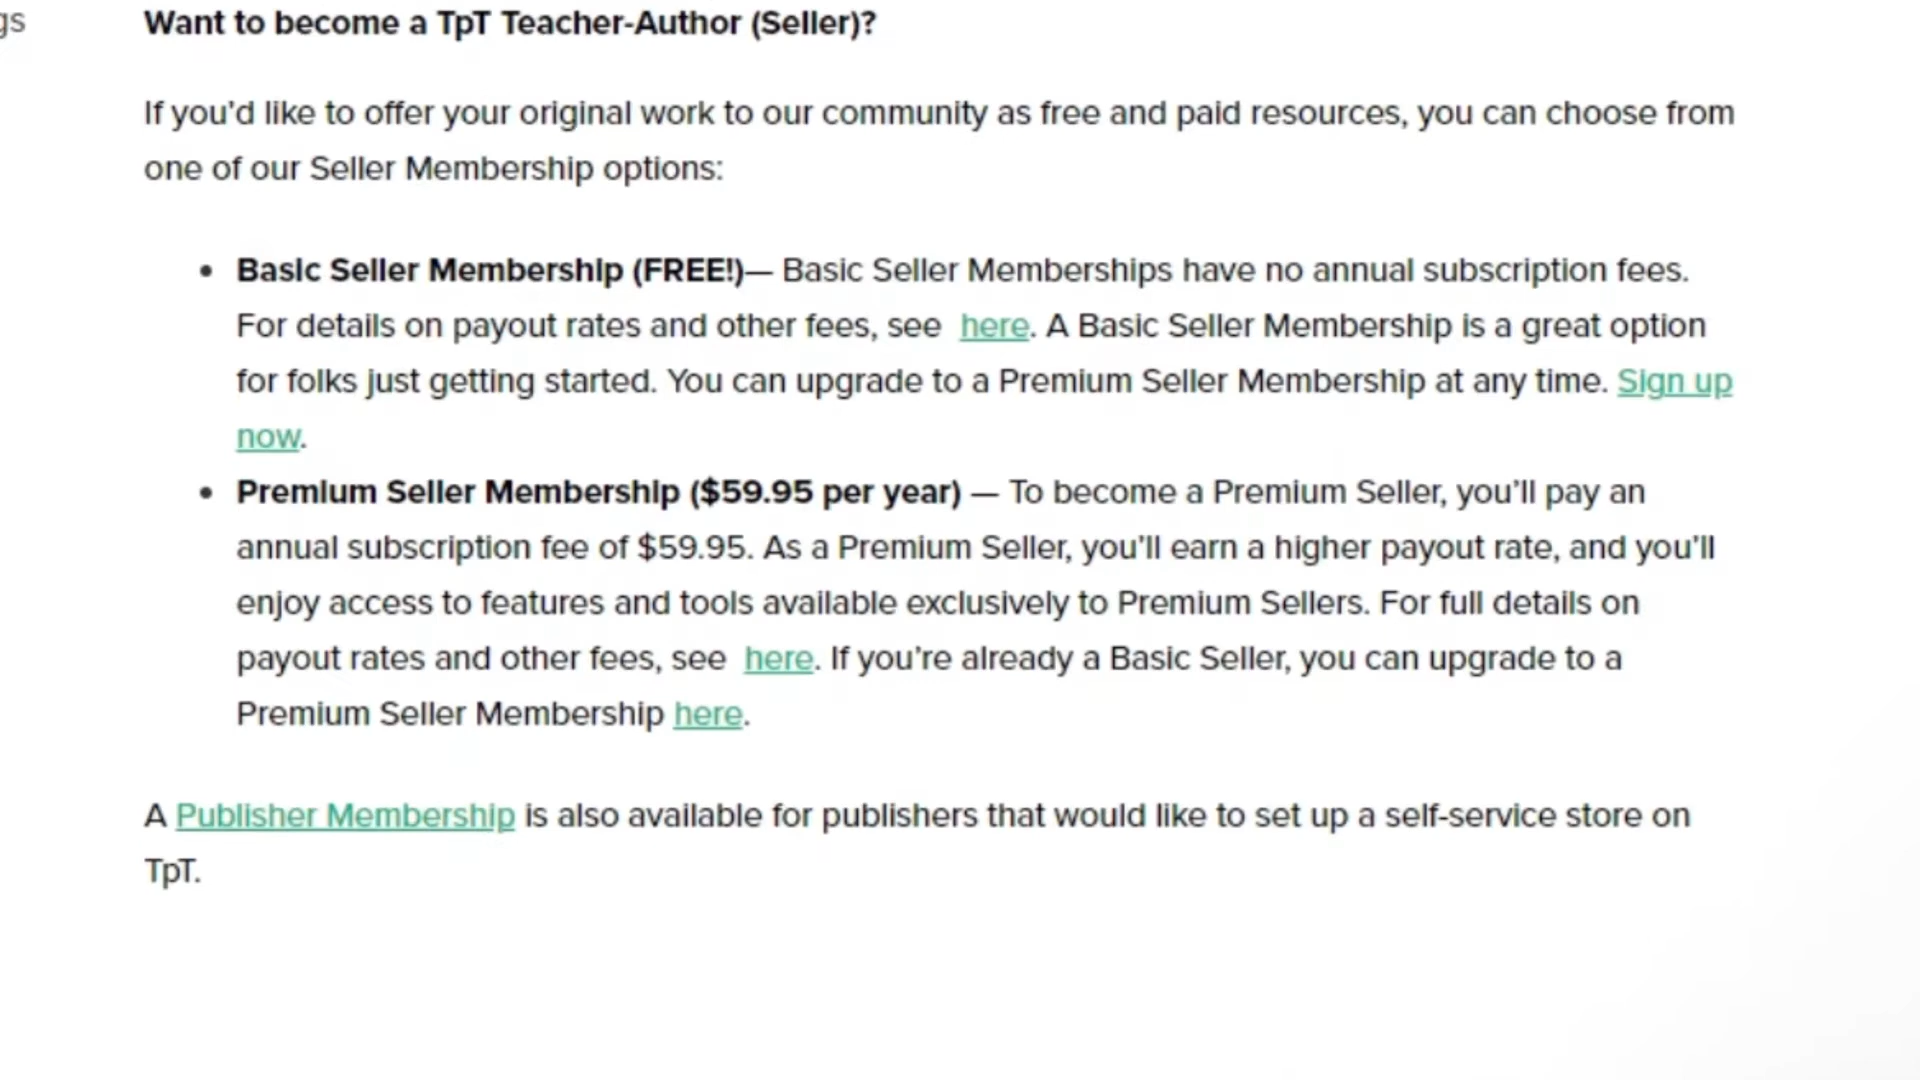 gs
Want to become a TpT Teacher-Author (Seller)?
If you'd like to offer your original work to our community as free and paid resources, you can choose from
one of our Seller Membership options:
• Basic Seller Membership (FREE!)— Basic Seller Memberships have no annual subscription fees.
For details on payout rates and other fees, see here. A Basic Seller Membership is a great option
for folks just getting started. You can upgrade to a Premium Seller Membership at any time. Sign up
now.
• Premium Seller Membership ($59.95 per year) — To become a Premium Seller, you'll pay an
annual subscription fee of $59.95. As a Premium Seller, you'll earn a higher payout rate, and you'll
enjoy access to features and tools available exclusively to Premium Sellers. For full details on
payout rates and other fees, see here. If you're already a Basic Seller, you can upgrade to a
Premium Seller Membership here.
A Publisher Membership is also available for publishers that would like to set up a self-service store on
TpT.